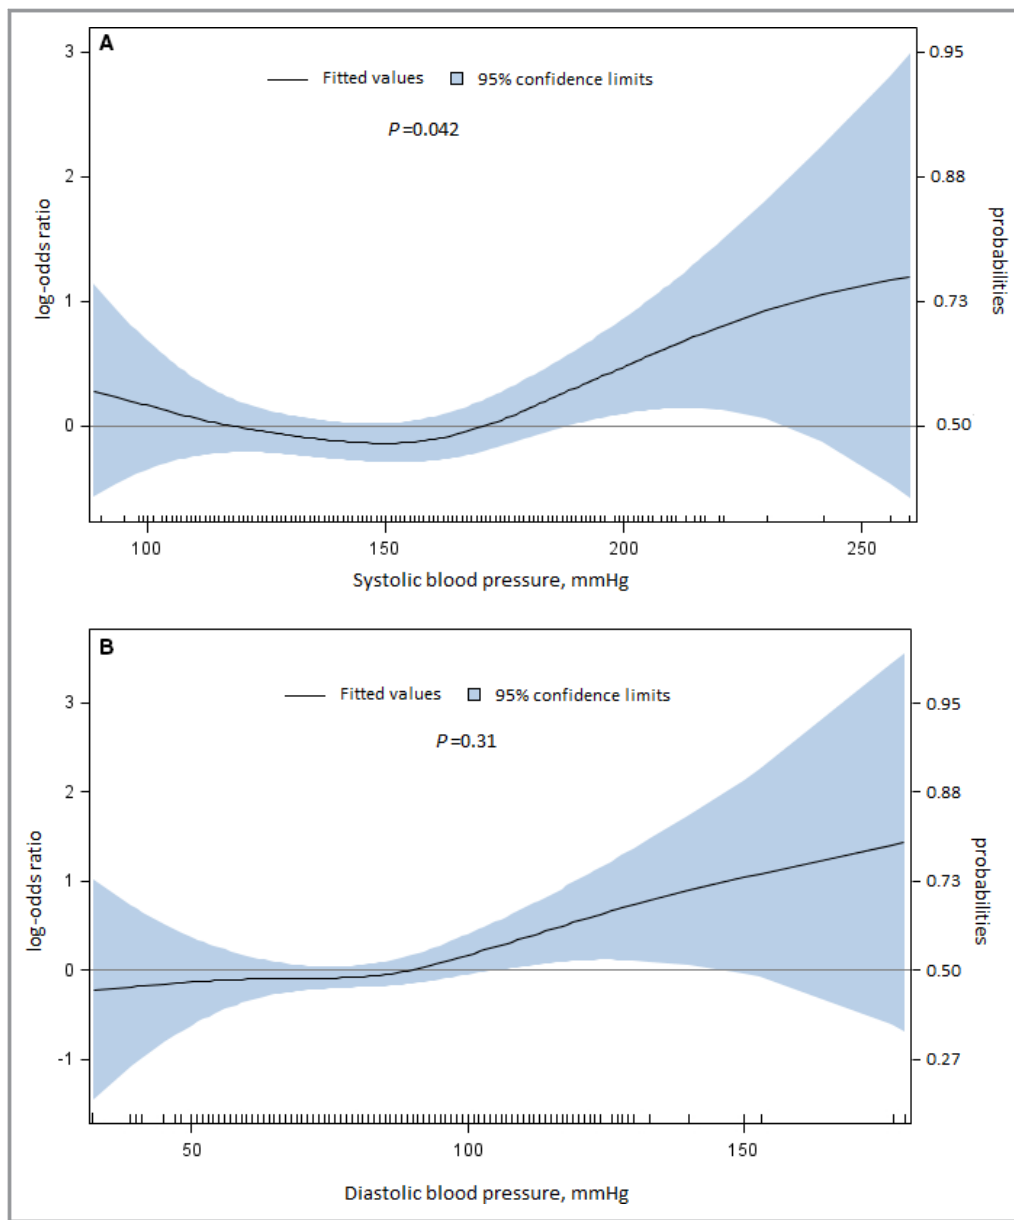 A
Fitted values 95% confidence limits
P=0.042
3
2
1
0
log-odds ratio
0.95
0.88
0.73
0.50
probabilities
100 150 200 250
Systolic blood pressure, mmHg
B
Fitted values 95% confidence limits
P=0.31
3
2
1
0
-1
log-odds ratio
0.95
0.88
0.73
0.50
0.27
probabilities
50 100 150
Diastolic blood pressure, mmHg